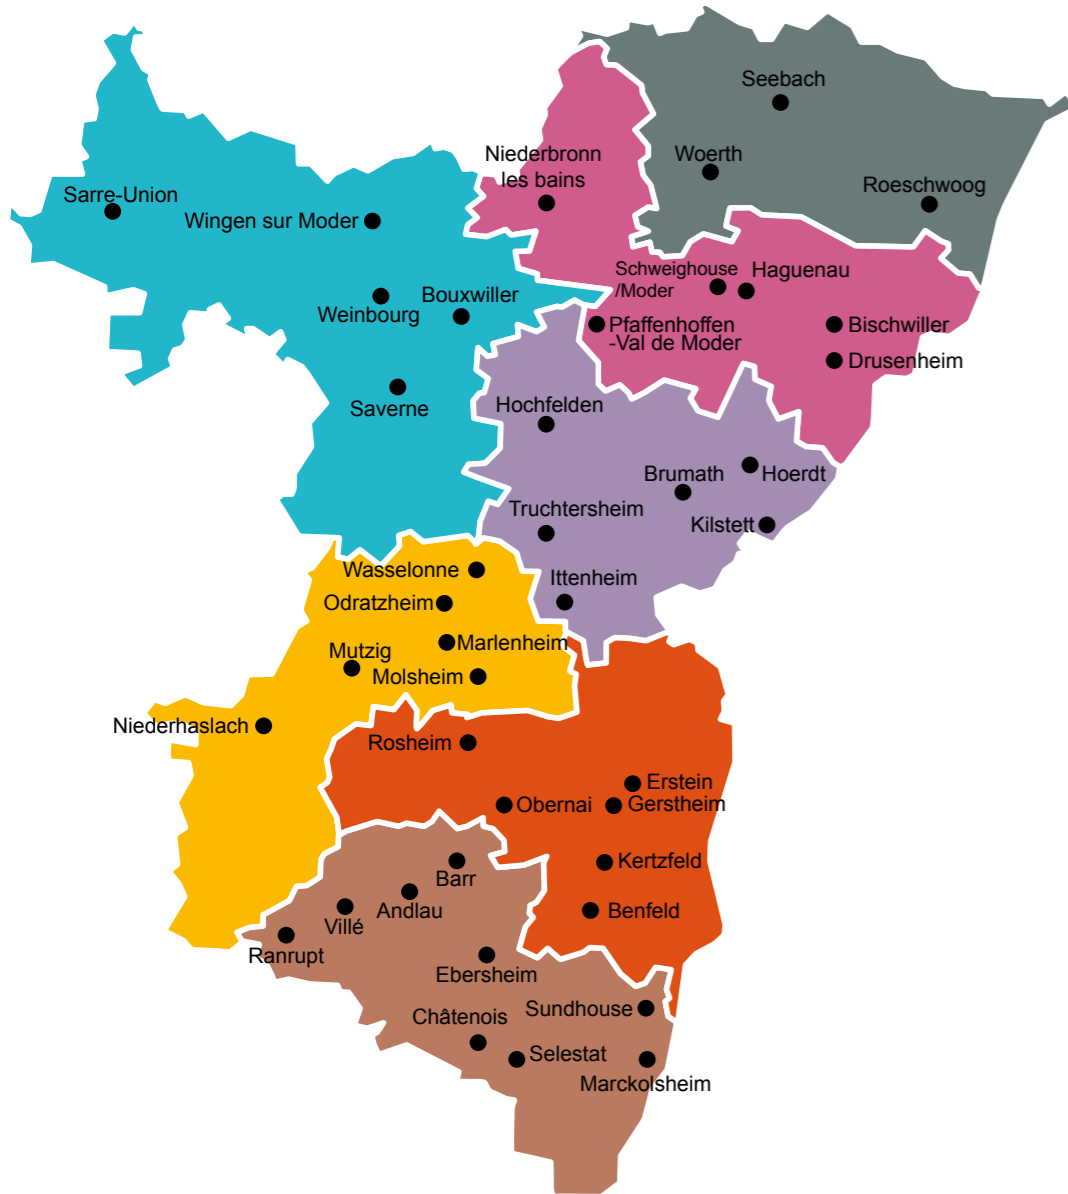 Seebach
Woerth
Roeschwoog
Niederbronn
les bains
Sarre-Union
Wingen sur Moder
Weinbourg
Bouxwiller
Saverne
Schweighouse
/Moder
Haguenau
Pfaffenhoffen
-Val de Moder
Bischwiller
Drusenheim
Hochfelden
Brumath
Hoerdt
Truchtersheim
Kilstett
Ittenheim
Wasselonne
Odratzheim
Marlenheim
Mutzig
Molsheim
Niederhaslach
Rosheim
Erstein
Obernai
Gerstheim
Kertzfeld
Benfeld
Barr
Andlau
Villé
Ranrupt
Ebersheim
Sundhouse
Châtenois
Selestat
Marckolsheim